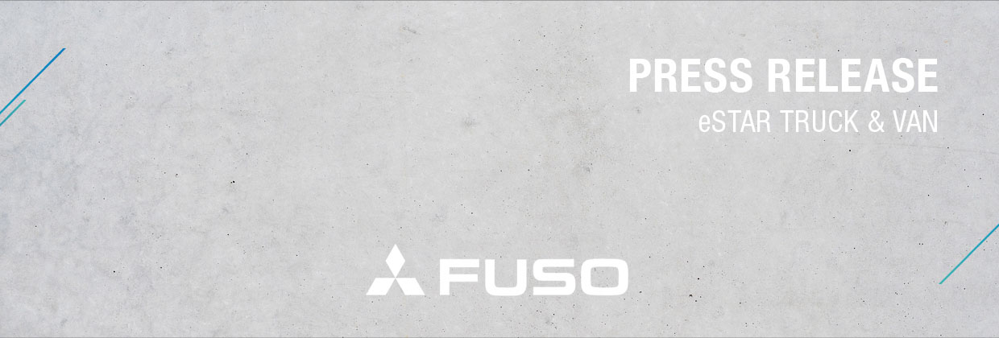 PRESS RELEASE
eSTAR TRUCK & VAN
FUSO